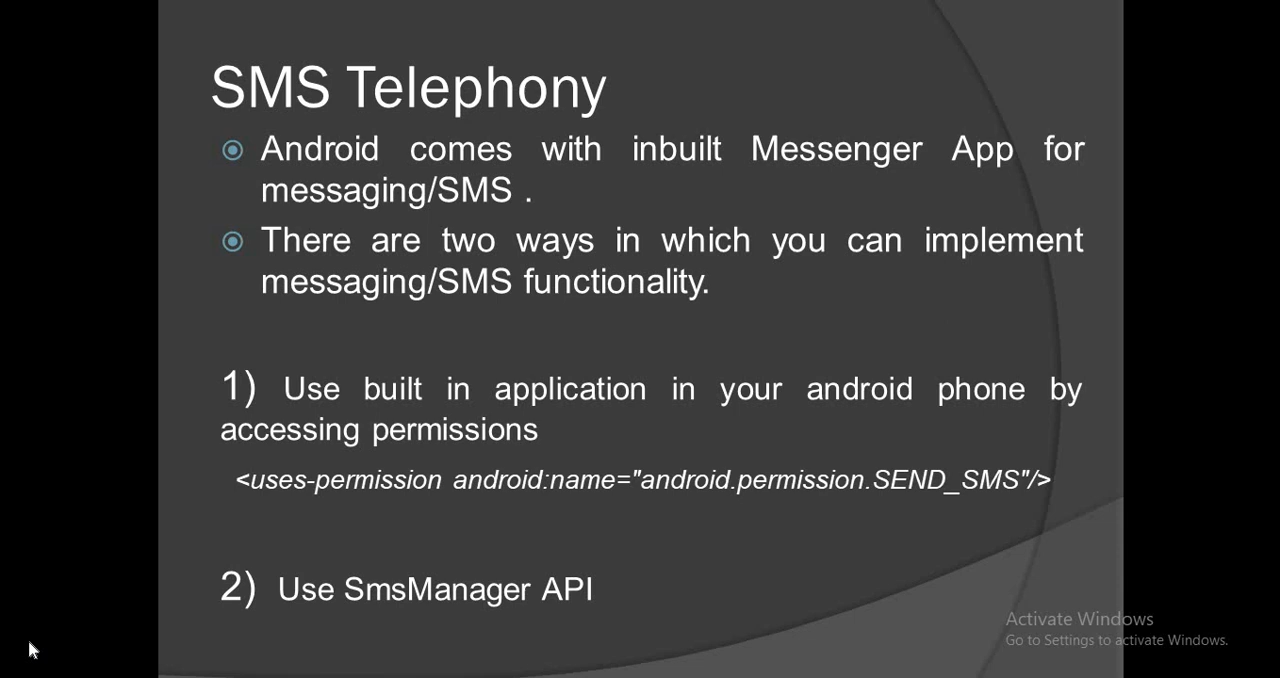 SMS Telephony
Android comes with inbuilt Messenger App for
messaging/SMS .
There are two ways in which you can implement
messaging/SMS functionality.
1) Use built in application in your android phone by
accessing permissions
<uses-permission android:name="android.permission.SEND_SMS"/>
2) Use SmsManager API
Activate Windows
Go to Settings to activate Windows.